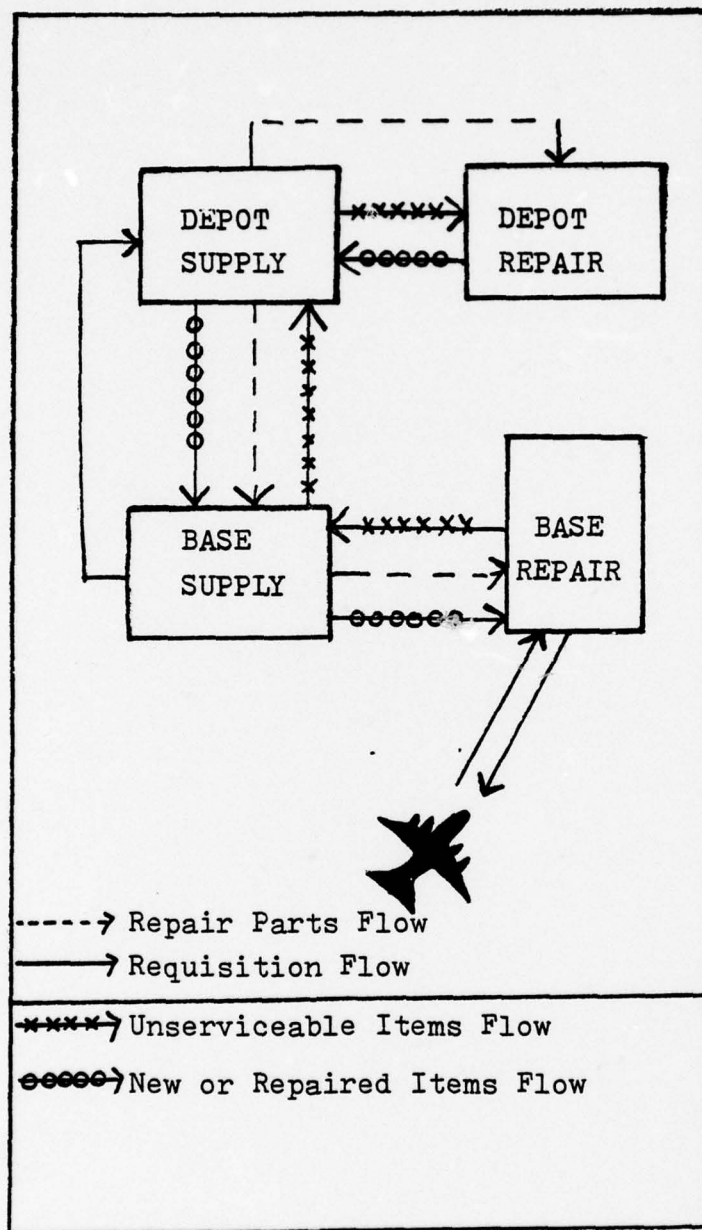 DEPOT
SUPPLY
DEPOT
REPAIR
BASE
SUPPLY
BASE
REPAIR
Repair Parts Flow
Requisition Flow
Unserviceable Items Flow
New or Repaired Items Flow